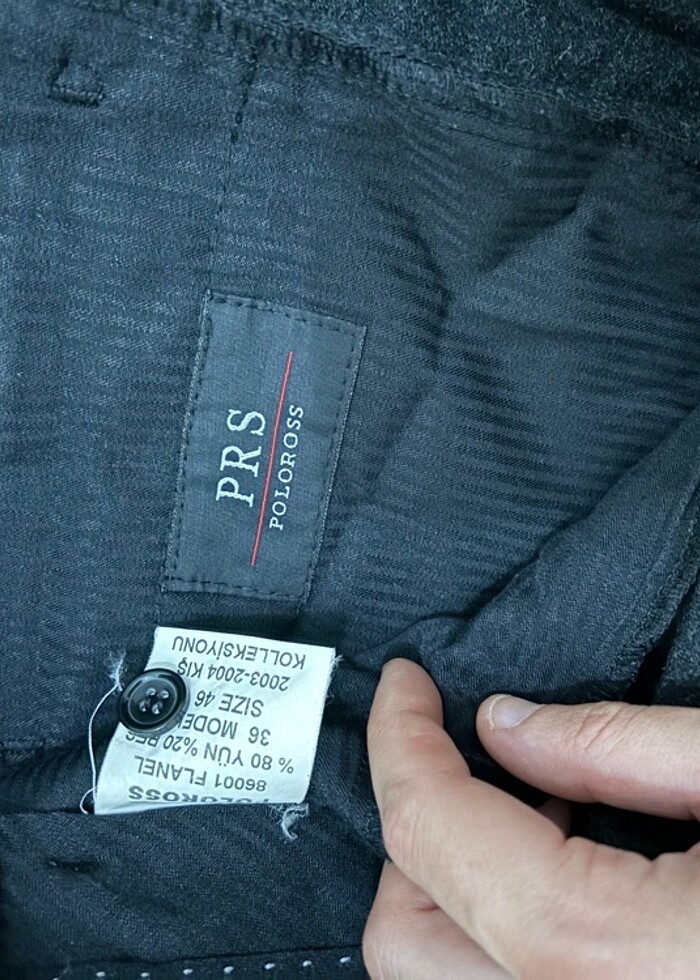 PRS
POLOROSS
POLOROSS
86001 FLANEL
% 80 YÜN %20 PES
36 MODEL
SIZE 46
2003-2004 KIŞ
KOLLEKSİYONU